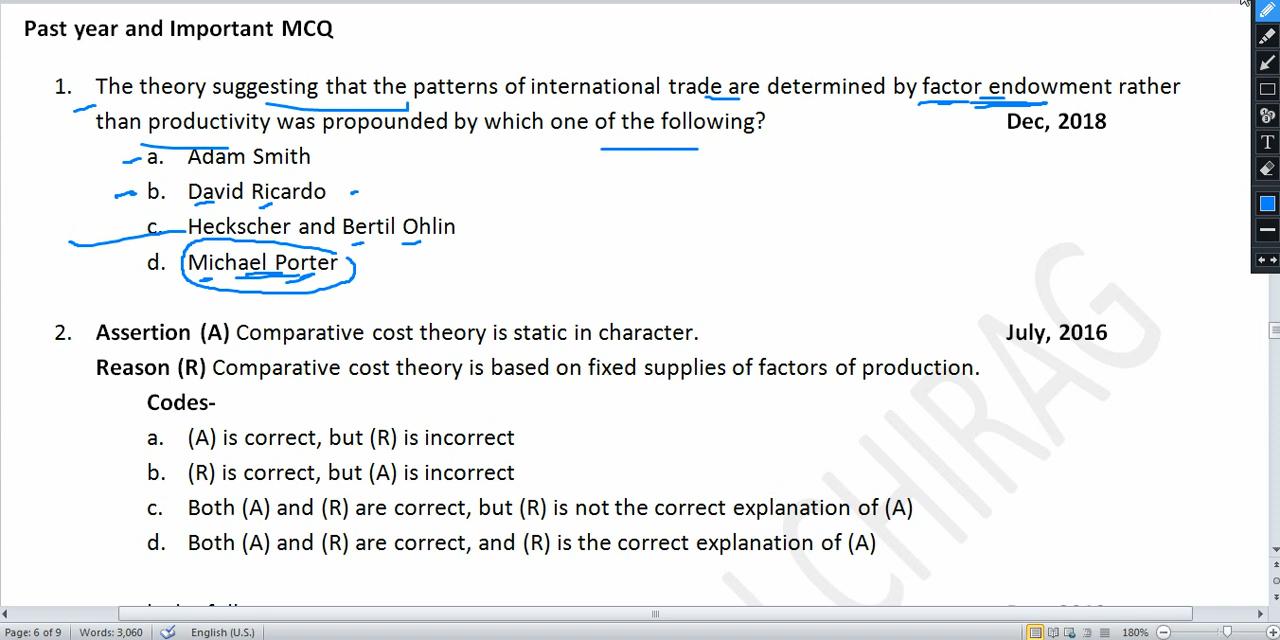 Past year and Important MCQ
1. The theory suggesting that the patterns of international trade are determined by factor endowment rather
than productivity was propounded by which one of the following? Dec, 2018
a. Adam Smith
b. David Ricardo
c. Heckscher and Bertil Ohlin
d. Michael Porter
2. Assertion (A) Comparative cost theory is static in character. July, 2016
Reason (R) Comparative cost theory is based on fixed supplies of factors of production.
Codes-
a. (A) is correct, but (R) is incorrect
b. (R) is correct, but (A) is incorrect
c. Both (A) and (R) are correct, but (R) is not the correct explanation of (A)
d. Both (A) and (R) are correct, and (R) is the correct explanation of (A)
CHIRAG
T
Page: 6 of 9 Words: 3,060 English (U.S.) 180%